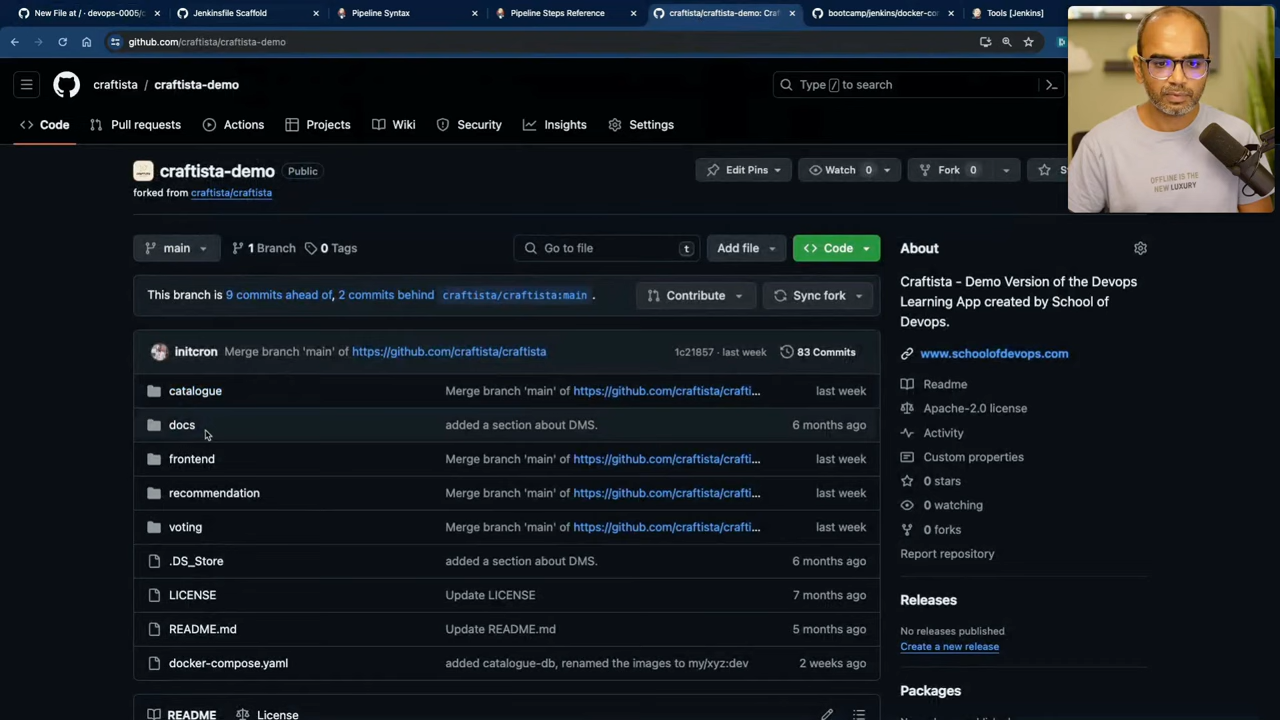 New File at / · devops-0005/c
Jenkinsfile Scaffold
Pipeline Syntax
Pipeline Steps Reference
craftista/craftista-demo: Craf
bootcamp/jenkins/docker-co
Tools [Jenkins]
github.com/craftista/craftista-demo
craftista / craftista-demo
Type / to search
Code Pull requests Actions Projects Wiki Security Insights Settings
craftista-demo Public
Edit Pins Watch 0 Fork 0
forked from craftista/craftista
OFFLINE IS THE
NEW LUXURY
main 1 Branch 0 Tags Go to file t Add file Code
About
This branch is 9 commits ahead of, 2 commits behind craftista/craftista:main . Contribute Sync fork
Craftista - Demo Version of the Devops
Learning App created by School of
Devops.
www.schoolofdevops.com
initcron Merge branch 'main' of https://github.com/craftista/craftista 1c21857 · last week 83 Commits
catalogue Merge branch 'main' of https://github.com/craftista/crafti... last week
docs added a section about DMS. 6 months ago
frontend Merge branch 'main' of https://github.com/craftista/crafti... last week
recommendation Merge branch 'main' of https://github.com/craftista/crafti... last week
voting Merge branch 'main' of https://github.com/craftista/crafti... last week
.DS_Store added a section about DMS. 6 months ago
LICENSE Update LICENSE 7 months ago
README.md Update README.md 5 months ago
docker-compose.yaml added catalogue-db, renamed the images to my/xyz:dev 2 weeks ago
README License
Readme
Apache-2.0 license
Activity
Custom properties
0 stars
0 watching
0 forks
Report repository
Releases
No releases published
Create a new release
Packages